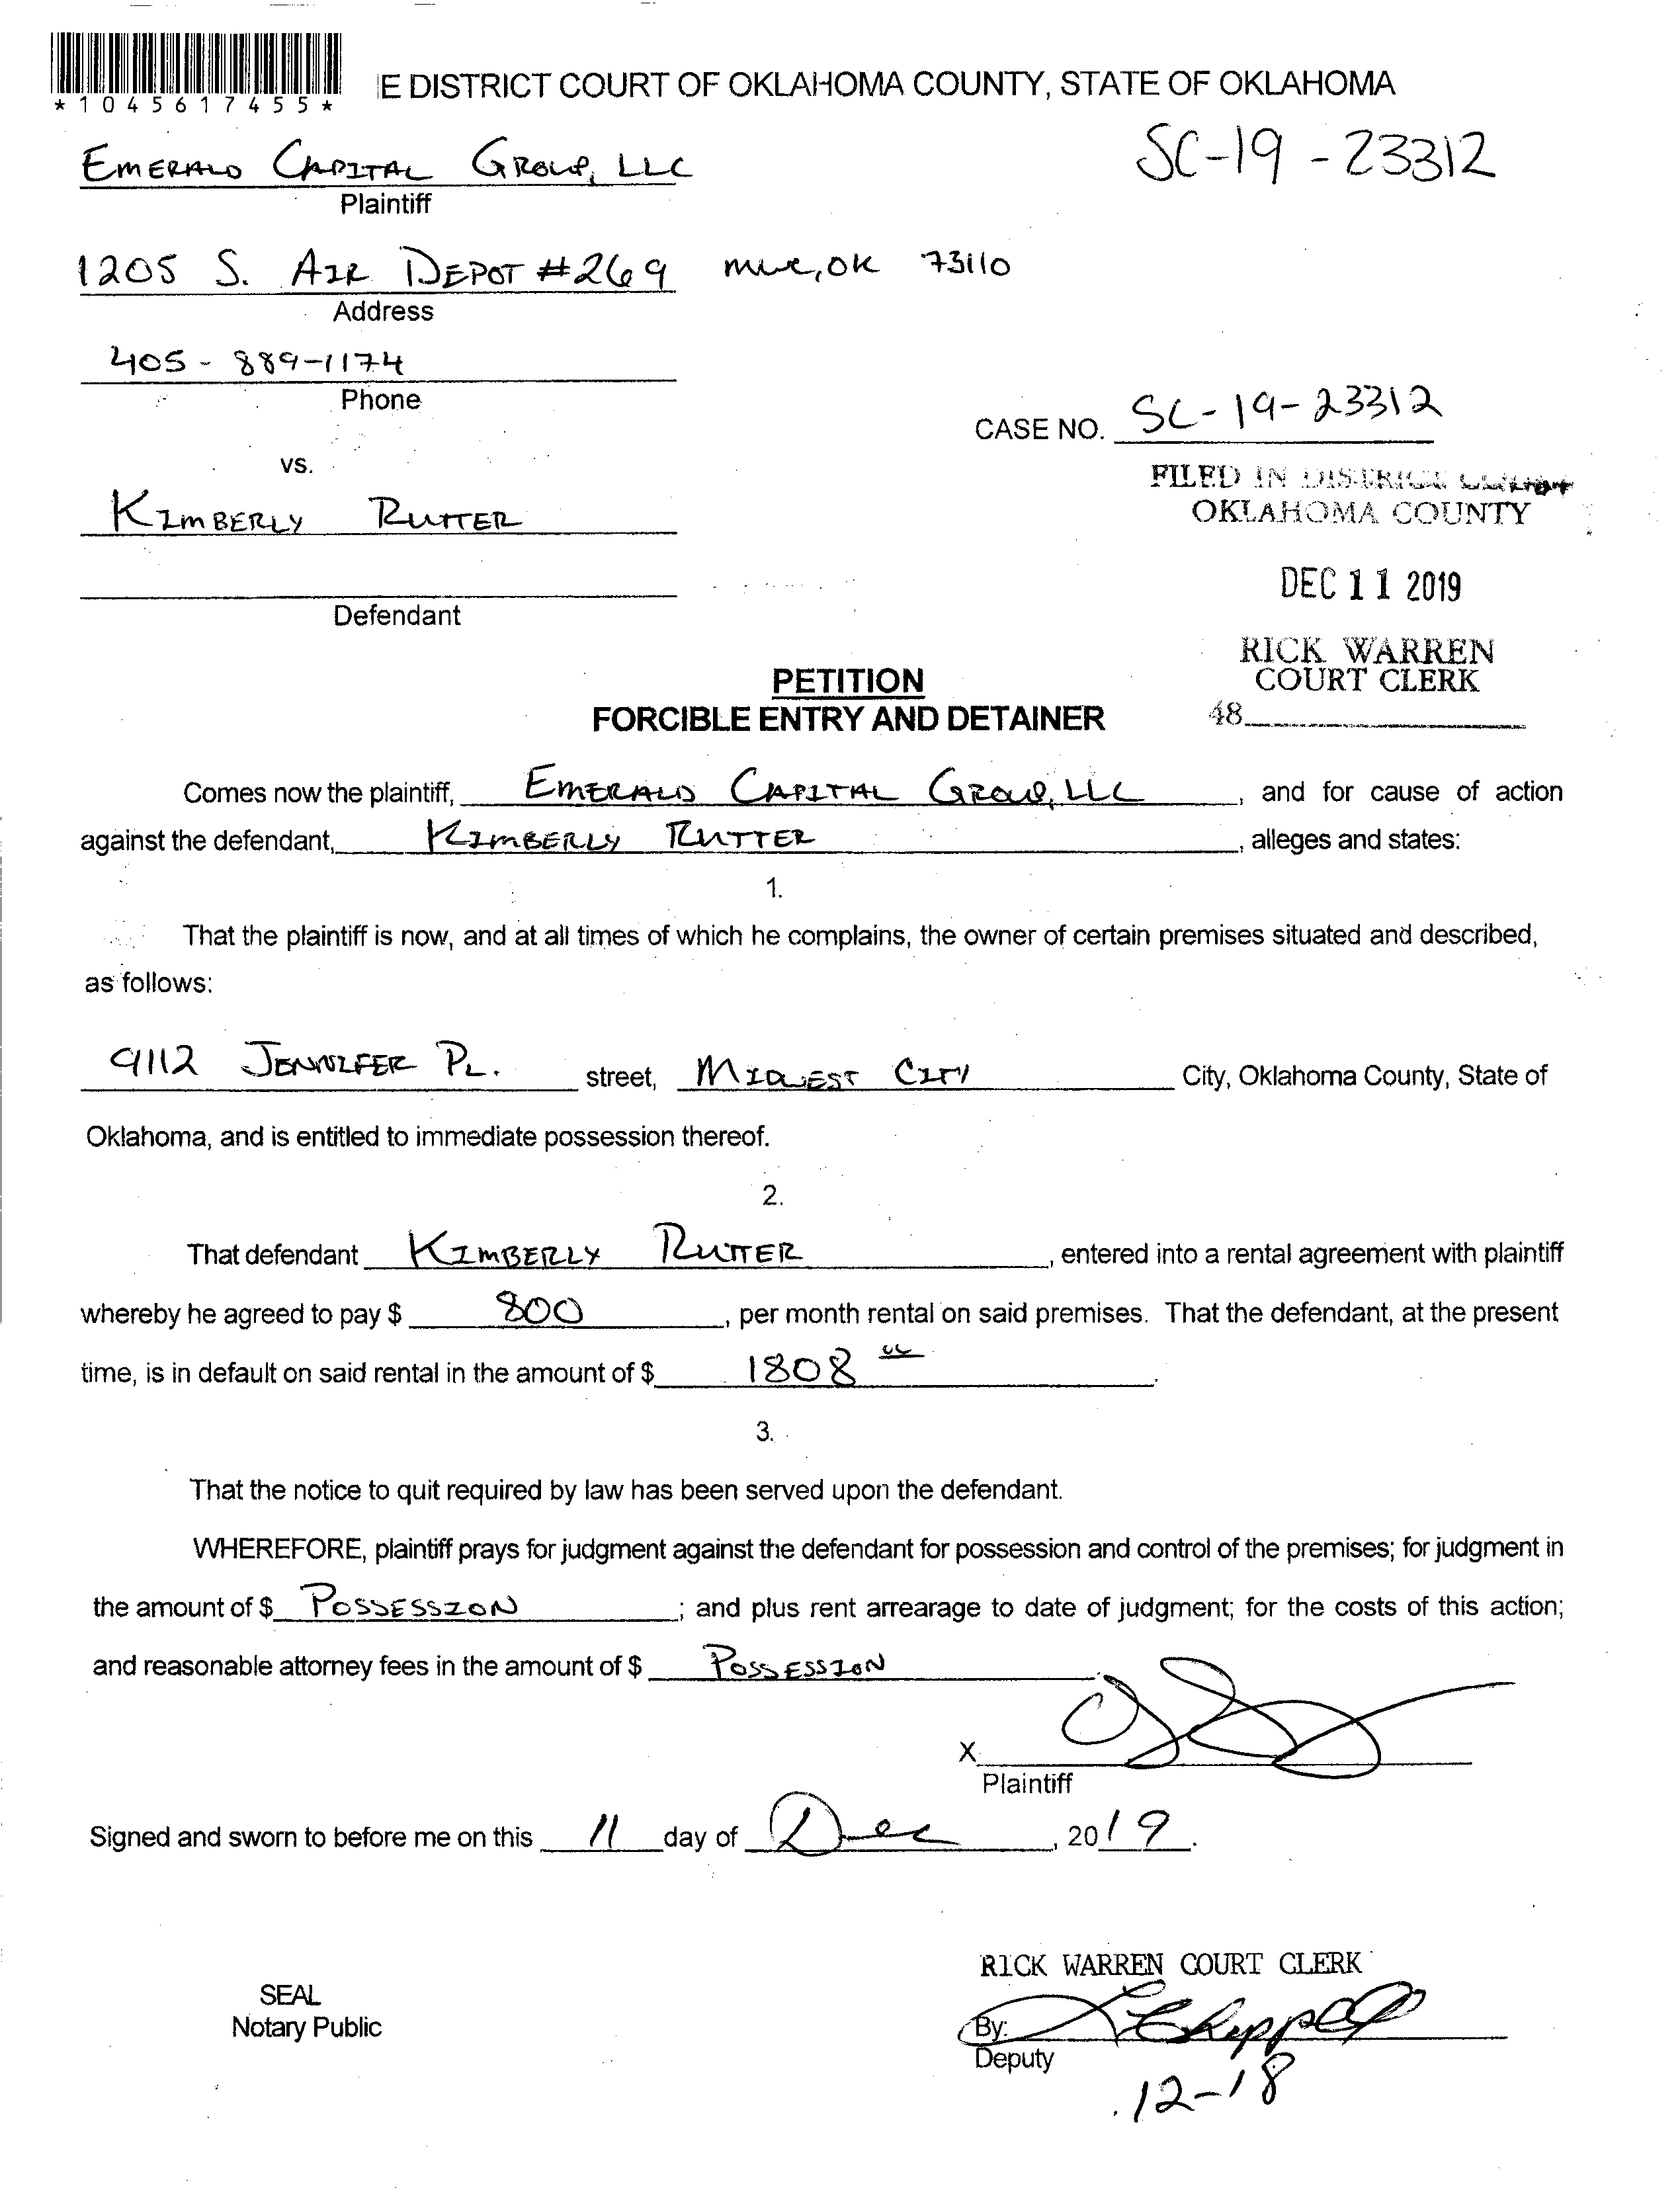 *1045617455*
E DISTRICT COURT OF OKLAHOMA COUNTY, STATE OF OKLAHOMA
EMERALD CAPITAL GROUP, LLC
SC-19-23312
Plaintiff
1205 S. AIR DEPOT #269 MWC, OK 73110
Address
405-889-1174
Phone
CASE NO. SC-19-23312
vs.
FILED IN DISTRICT COURT
OKLAHOMA COUNTY
KIMBERLY RUTTER
DEC 11 2019
Defendant
RICK WARREN
COURT CLERK
48
PETITION
FORCIBLE ENTRY AND DETAINER
Comes now the plaintiff, EMERALD CAPITAL GROUP, LLC, and for cause of action
against the defendant, KIMBERLY RUTTER, alleges and states:
1.
That the plaintiff is now, and at all times of which he complains, the owner of certain premises situated and described,
as follows:
9112 JENNIFER PL. street, MIDWEST CITY City, Oklahoma County, State of
Oklahoma, and is entitled to immediate possession thereof.
2.
That defendant KIMBERLY RUTTER, entered into a rental agreement with plaintiff
whereby he agreed to pay $ 800, per month rental on said premises. That the defendant, at the present
time, is in default on said rental in the amount of $ 1808.
3.
That the notice to quit required by law has been served upon the defendant.
WHEREFORE, plaintiff prays for judgment against the defendant for possession and control of the premises; for judgment in
the amount of $ POSSESSION; and plus rent arrearage to date of judgment; for the costs of this action;
and reasonable attorney fees in the amount of $ POSSESSION.
X
Plaintiff
Signed and sworn to before me on this 11 day of Dec, 2019.
RICK WARREN COURT CLERK
SEAL
Notary Public
By:
Deputy
12-18